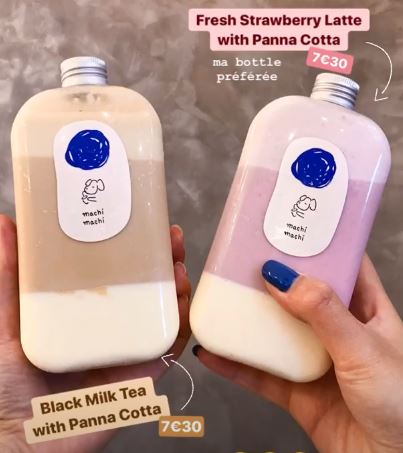 Fresh Strawberry Latte
with Panna Cotta
ma bottle
préférée
7€30
machi
machi
machi
machi
Black Milk Tea
with Panna Cotta
7€30